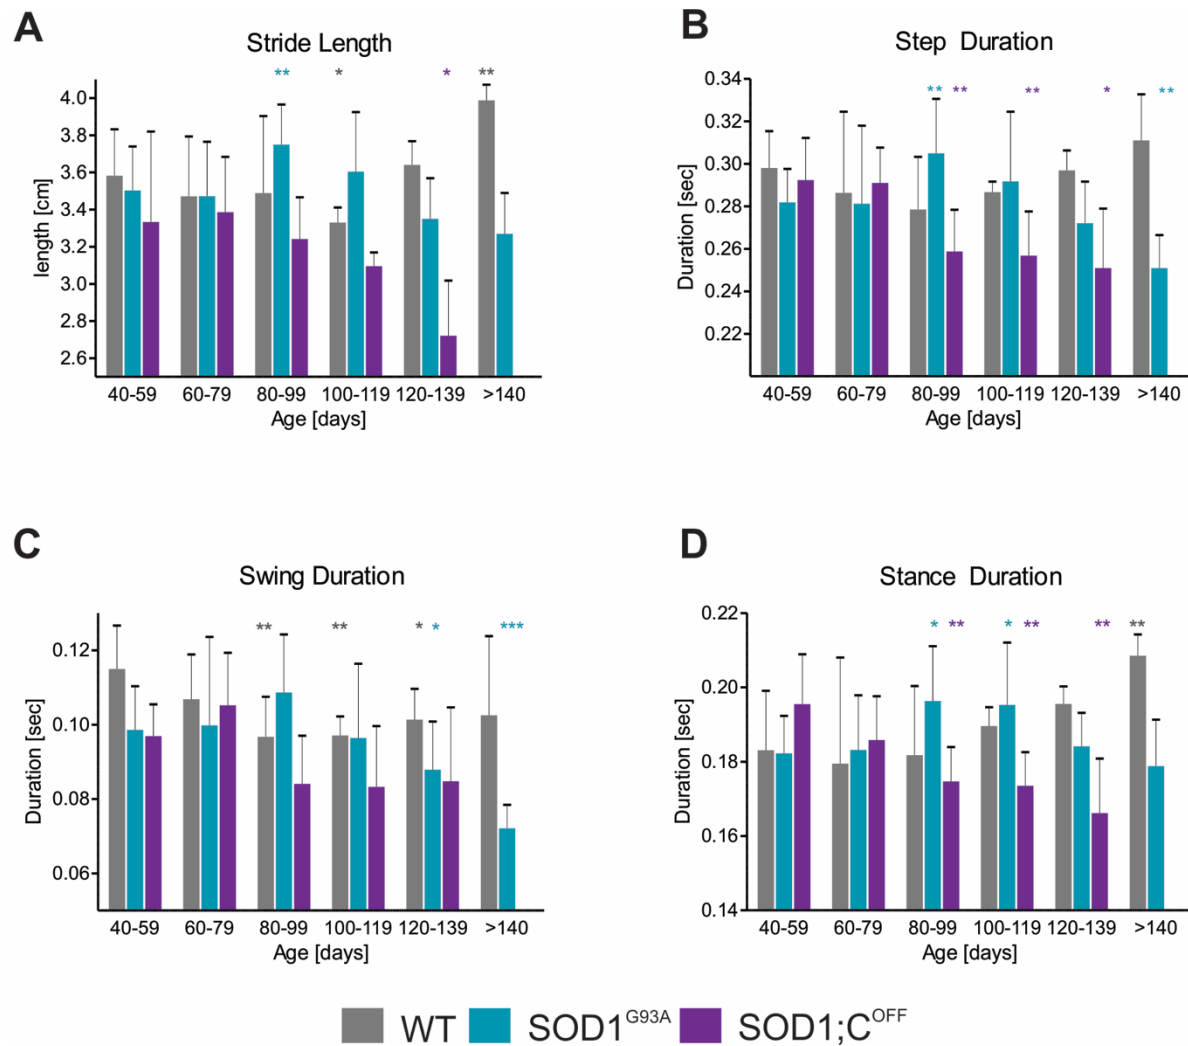 A
Stride Length
** * * **
4.0
3.8
3.6
3.4
3.2
3.0
2.8
2.6
length [cm]
40-59 60-79 80-99 100-119 120-139 >140
Age [days]
B
Step Duration
** ** ** * **
0.34
0.32
0.30
0.28
0.26
0.24
0.22
Duration [sec]
40-59 60-79 80-99 100-119 120-139 >140
Age [days]
C
Swing Duration
** ** * * ***
0.12
0.10
0.08
0.06
Duration [sec]
40-59 60-79 80-99 100-119 120-139 >140
Age [days]
D
Stance Duration
* ** * ** ** **
0.22
0.20
0.18
0.16
0.14
Duration [sec]
40-59 60-79 80-99 100-119 120-139 >140
Age [days]
WT SOD1^G93A SOD1;C^OFF